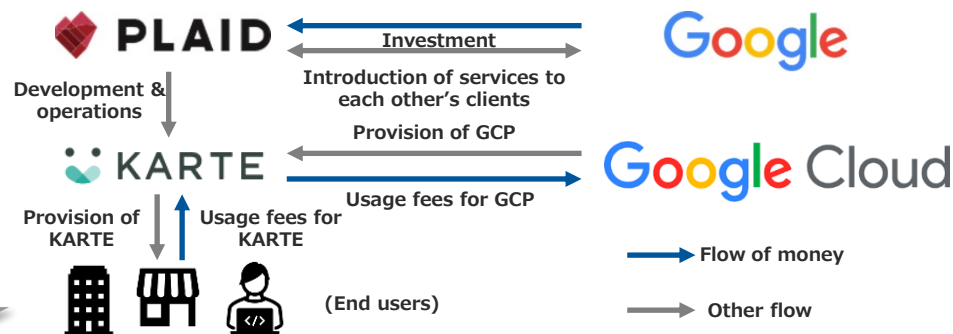 PLAID
Investment
Google
Introduction of services to
each other's clients
Development &
operations
Provision of GCP
KARTE
Google Cloud
Usage fees for GCP
Provision of
KARTE
Usage fees for
KARTE
Flow of money
</>
(End users)
Other flow